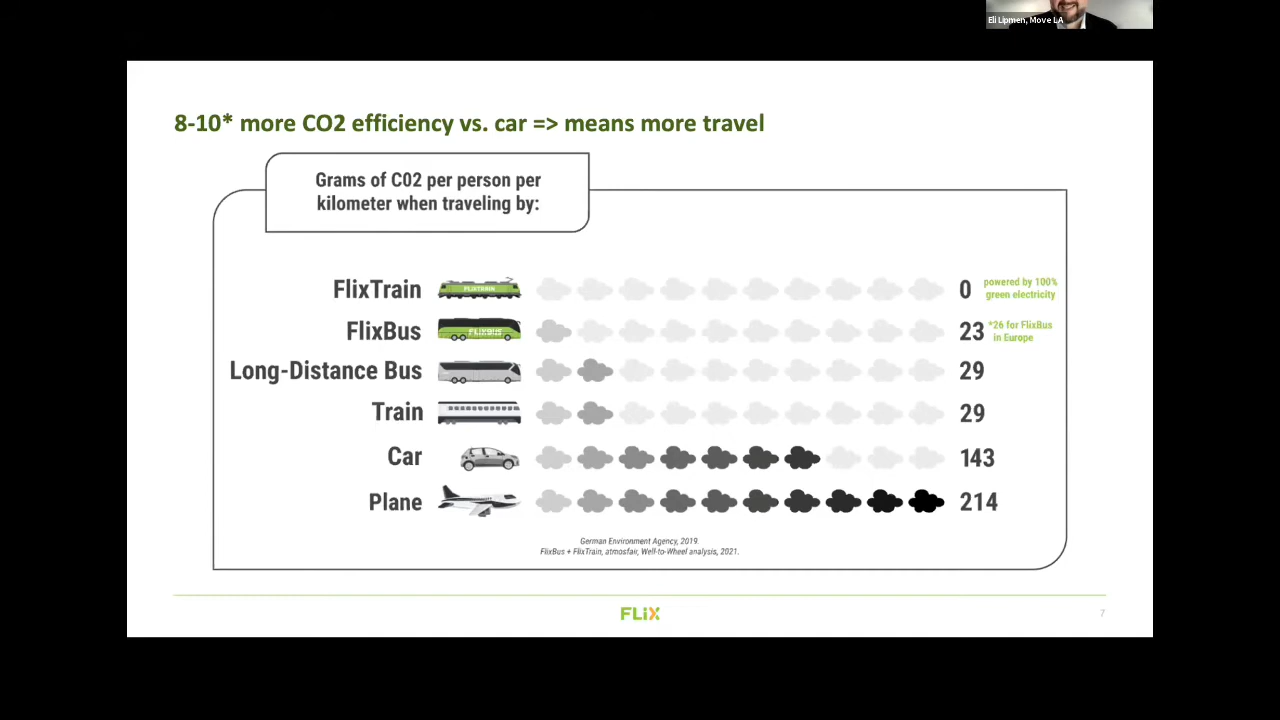 Eli Lipmen, Move LA
8-10* more CO2 efficiency vs. car => means more travel
Grams of C02 per person per
kilometer when traveling by:
FlixTrain
FLIXTRAIN
0
powered by 100%
green electricity
FlixBus
FLIXBUS
23
*26 for FlixBus
in Europe
Long-Distance Bus
29
Train
29
Car
143
Plane
214
German Environment Agency, 2019.
FlixBus + FlixTrain, atmosfair, Well-to-Wheel analysis, 2021.
FLiX
7